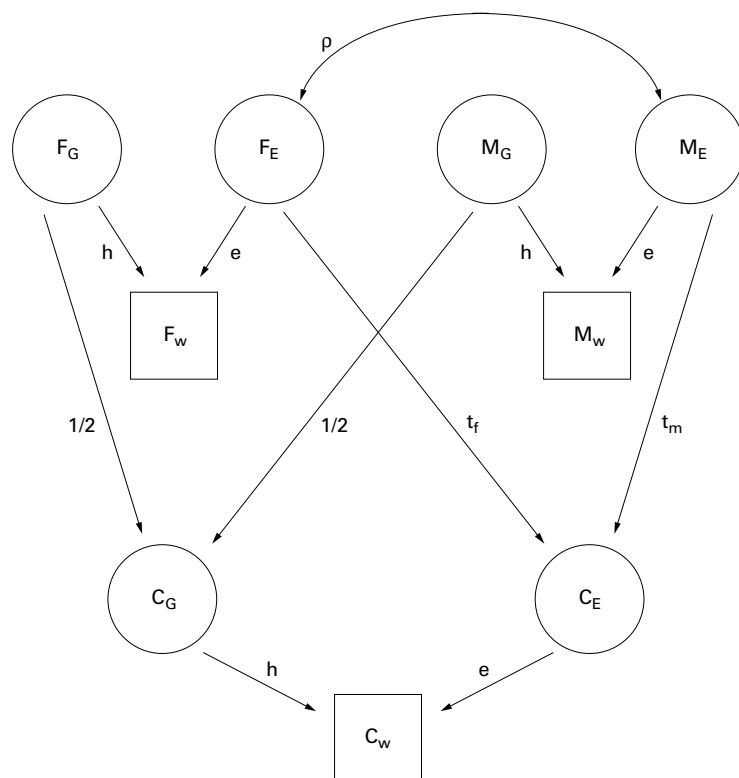 ρ
F_G
F_E
M_G
M_E
h
e
h
e
F_w
M_w
1/2
1/2
t_f
t_m
C_G
C_E
h
e
C_w